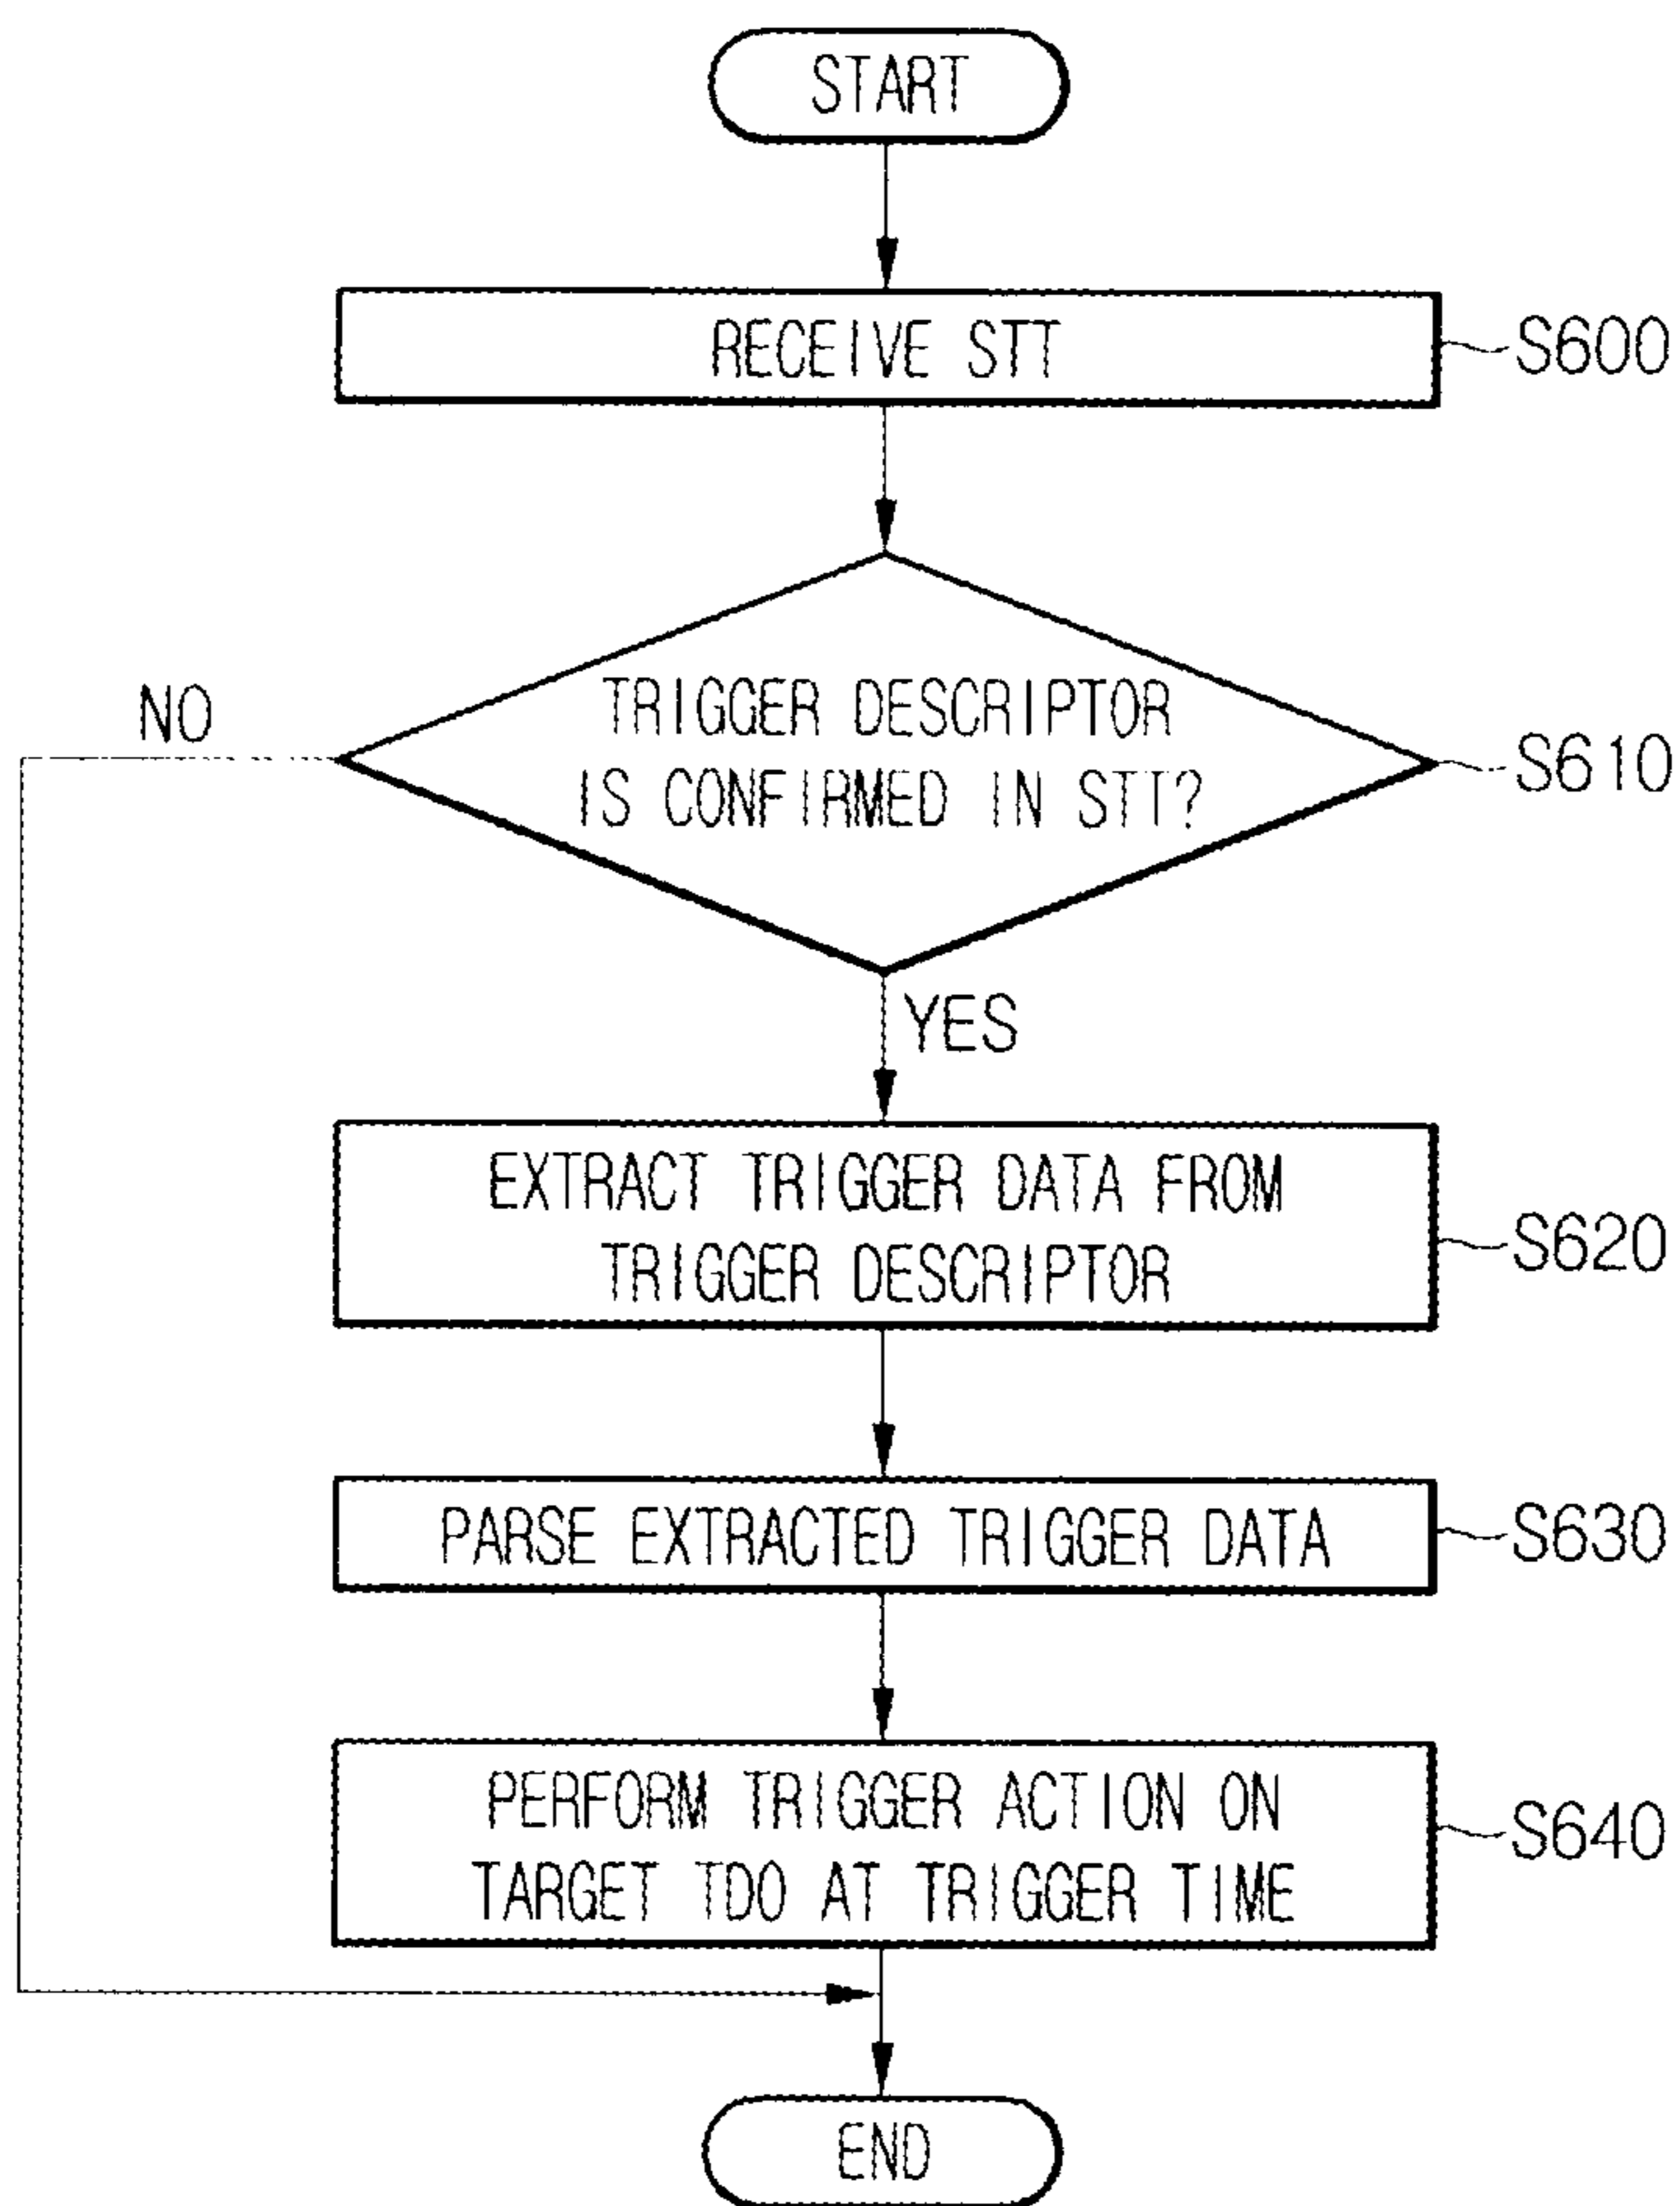 START
RECEIVE STT
S600
TRIGGER DESCRIPTOR
IS CONFIRMED IN STT?
S610
NO
YES
EXTRACT TRIGGER DATA FROM
TRIGGER DESCRIPTOR
S620
PARSE EXTRACTED TRIGGER DATA
S630
PERFORM TRIGGER ACTION ON
TARGET TDO AT TRIGGER TIME
S640
END